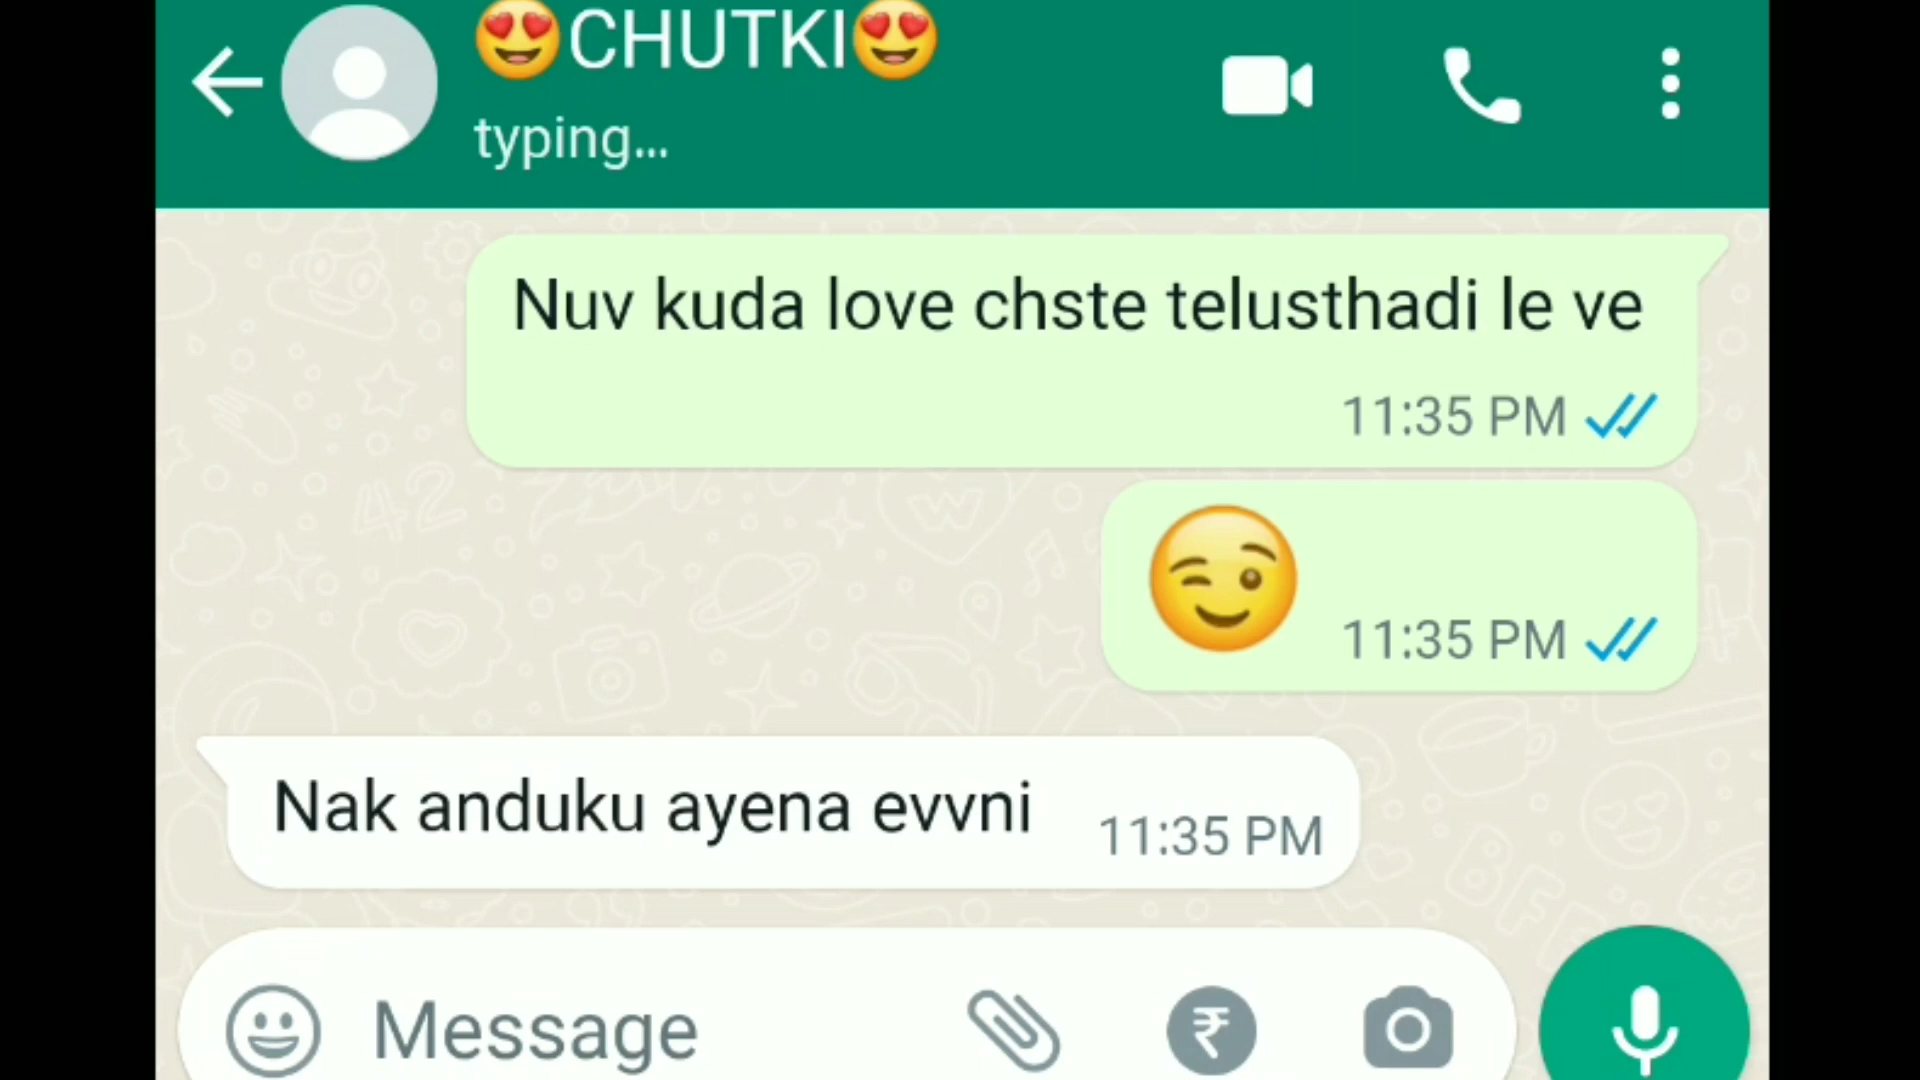 😍CHUTKI😍
typing...
Nuv kuda love chste telusthadi le ve
11:35 PM
😉 11:35 PM
Nak anduku ayena evvni 11:35 PM
Message